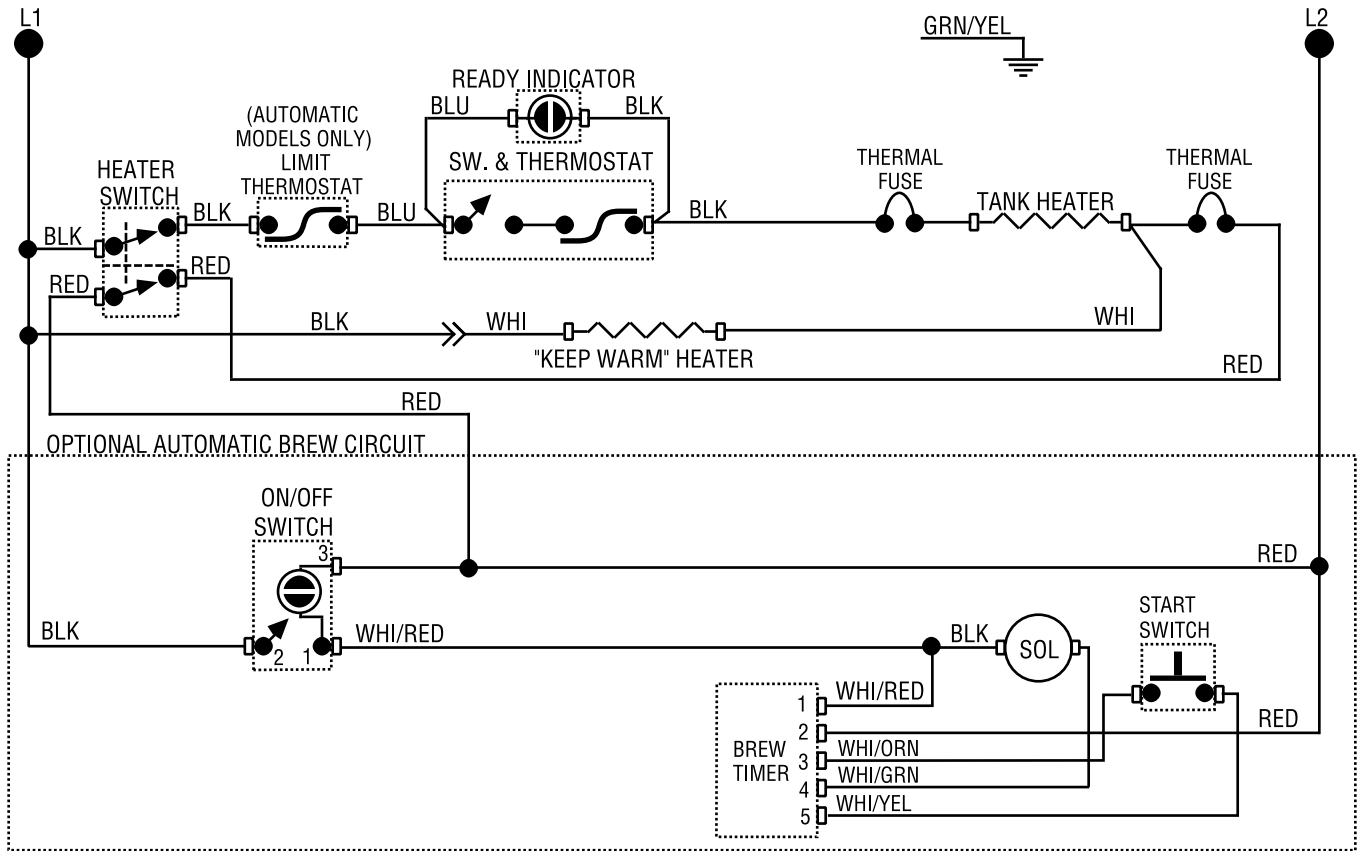 L1
GRN/YEL
L2
READY INDICATOR
BLU
BLK
(AUTOMATIC
MODELS ONLY)
LIMIT
THERMOSTAT
SW. & THERMOSTAT
HEATER
SWITCH
THERMAL
FUSE
THERMAL
FUSE
TANK HEATER
BLK
BLU
BLK
BLK
RED
RED
BLK
WHI
WHI
"KEEP WARM" HEATER
RED
RED
OPTIONAL AUTOMATIC BREW CIRCUIT
ON/OFF
SWITCH
3
RED
START
SWITCH
BLK
2
1
WHI/RED
BLK
SOL
BREW
TIMER
1
WHI/RED
2
RED
3
WHI/ORN
4
WHI/GRN
5
WHI/YEL